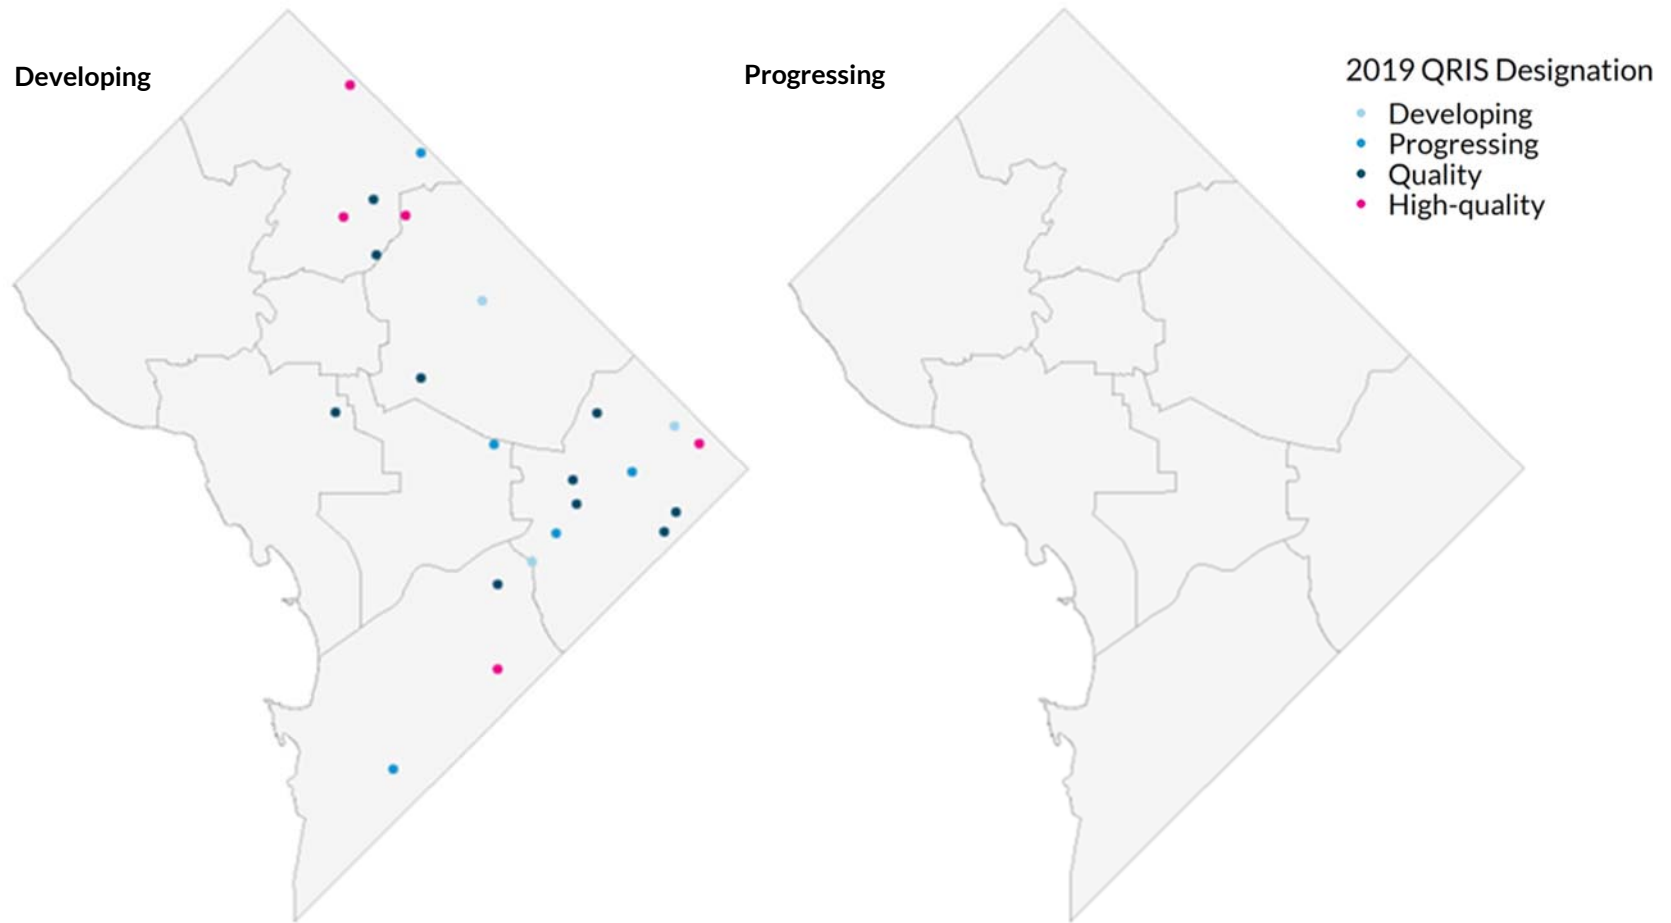 Developing
Progressing
2019 QRIS Designation
Developing
Progressing
Quality
High-quality